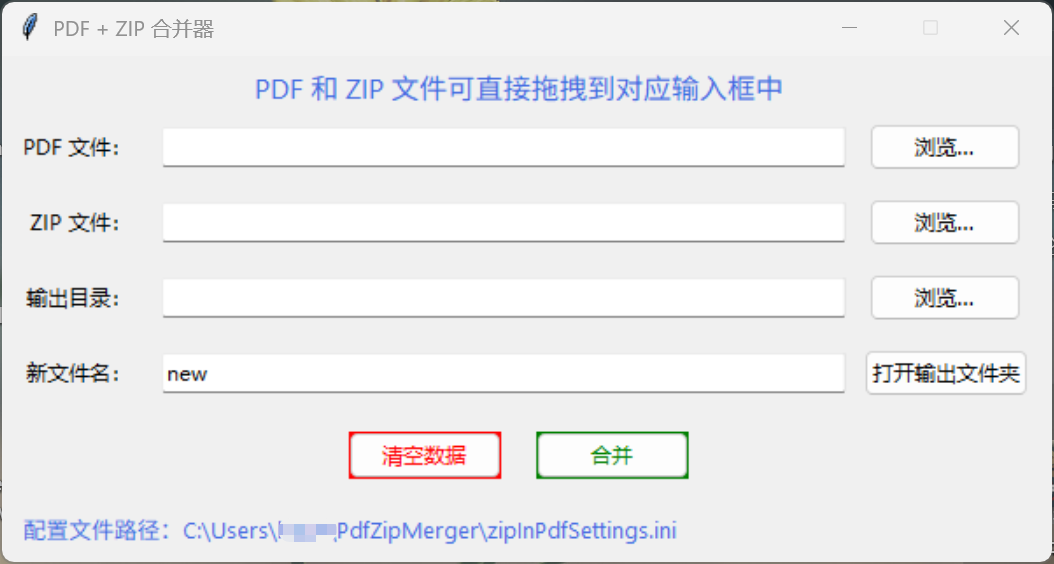 PDF + ZIP 合并器
PDF 和 ZIP 文件可直接拖拽到对应输入框中
PDF 文件： 浏览...
ZIP 文件： 浏览...
输出目录： 浏览...
新文件名： new 打开输出文件夹
清空数据 合并
配置文件路径：C:\Users\ \PdfZipMerger\zipInPdfSettings.ini